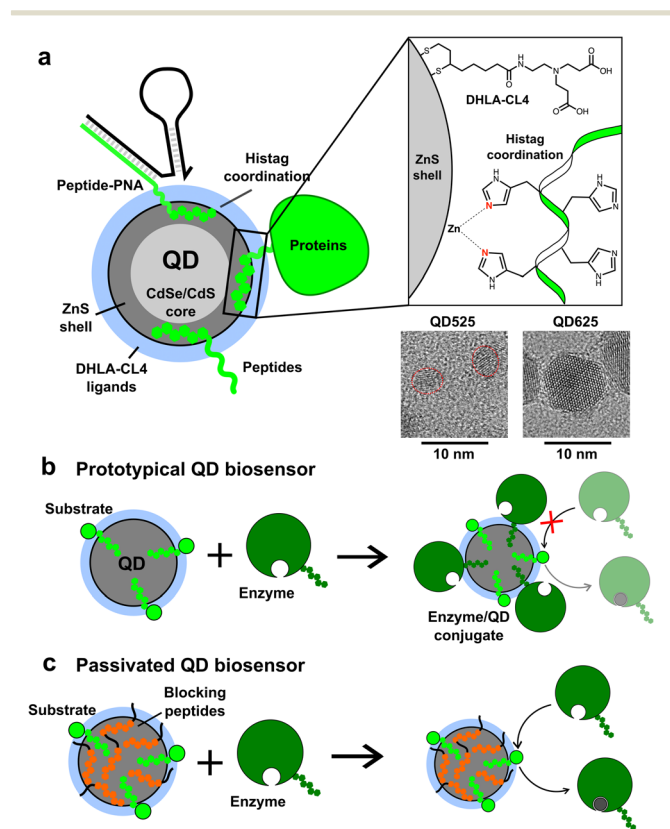 a
Peptide-PNA
Histag
coordination
Proteins
QD
CdSe/CdS
core
ZnS
shell
DHLA-CL4
ligands
Peptides
S
S
O
H
N
N
O
OH
O
OH
DHLA-CL4
ZnS
shell
Histag
coordination
H
N
N
Zn
N
N
H
H
N
N
N
N
H
QD525
QD625
10 nm
10 nm
b Prototypical QD biosensor
Substrate
QD
Enzyme
Enzyme/QD
conjugate
c Passivated QD biosensor
Blocking
peptides
Substrate
Enzyme